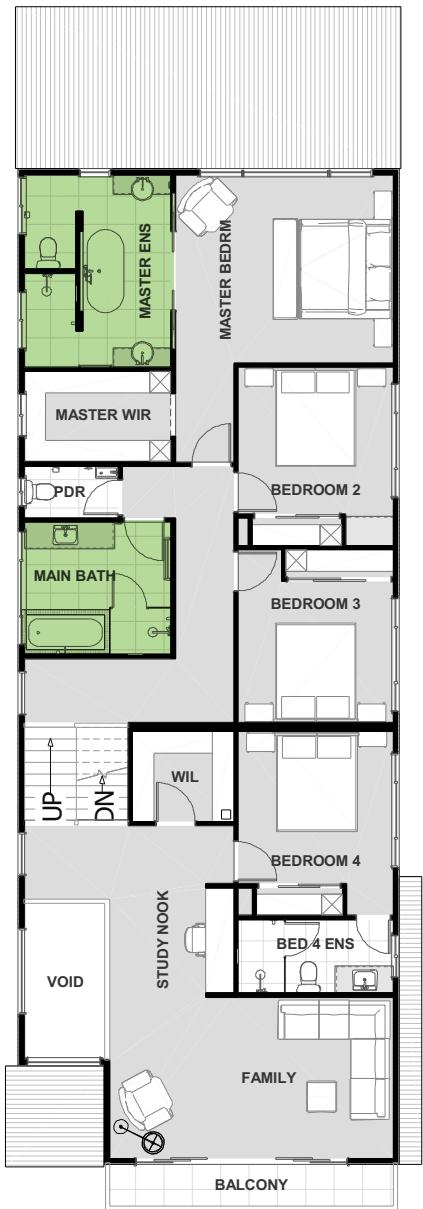 MASTER ENS
MASTER BEDRM
MASTER WIR
PDR
BEDROOM 2
MAIN BATH
BEDROOM 3
UP
DN
WIL
BEDROOM 4
STUDY NOOK
BED 4 ENS
VOID
FAMILY
BALCONY